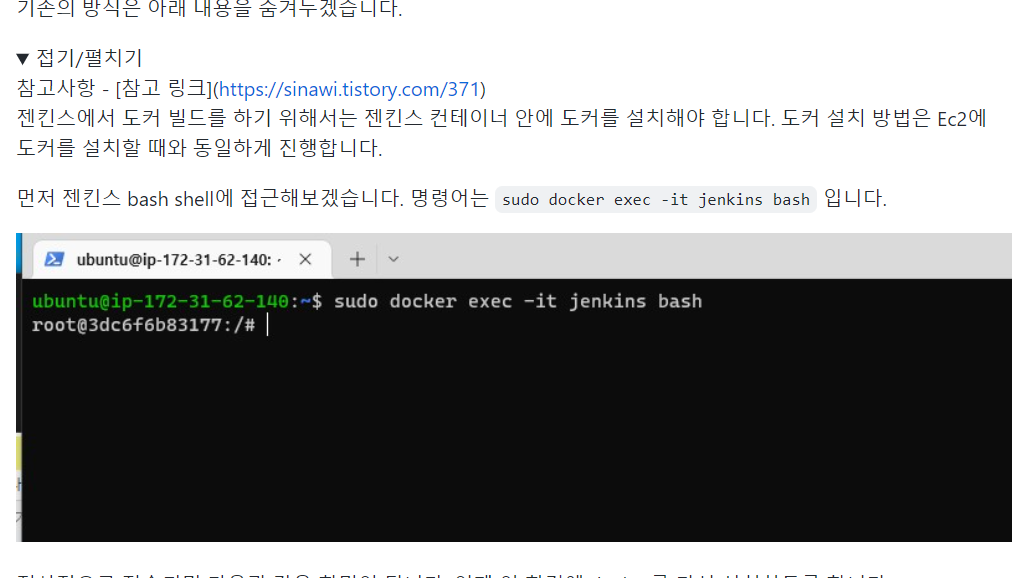 기존의 방식은 아래 내용을 숨겨두겠습니다.
▼ 접기/펼치기
참고사항 - [참고 링크](https://sinawi.tistory.com/371)
젠킨스에서 도커 빌드를 하기 위해서는 젠킨스 컨테이너 안에 도커를 설치해야 합니다. 도커 설치 방법은 Ec2에
도커를 설치할 때와 동일하게 진행합니다.
먼저 젠킨스 bash shell에 접근해보겠습니다. 명령어는 sudo docker exec -it jenkins bash 입니다.
ubuntu@ip-172-31-62-140:
ubuntu@ip-172-31-62-140:~$ sudo docker exec -it jenkins bash
root@3dc6f6b83177:/#